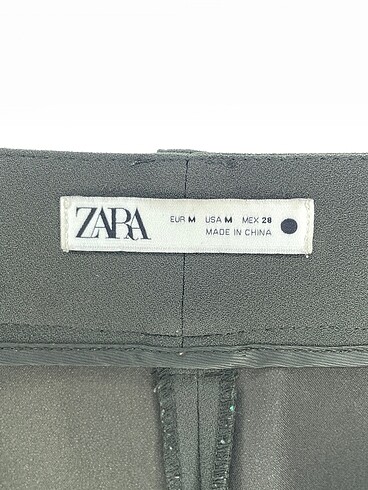 ZARA
EUR M USA M MEX 28
MADE IN CHINA